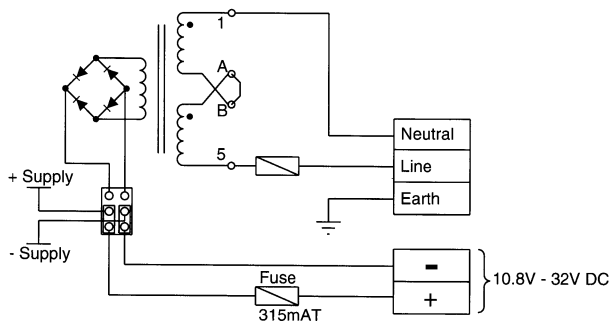 1
A
B
5
Neutral
Line
Earth
+ Supply
- Supply
-
+
10.8V - 32V DC
Fuse
315mAT